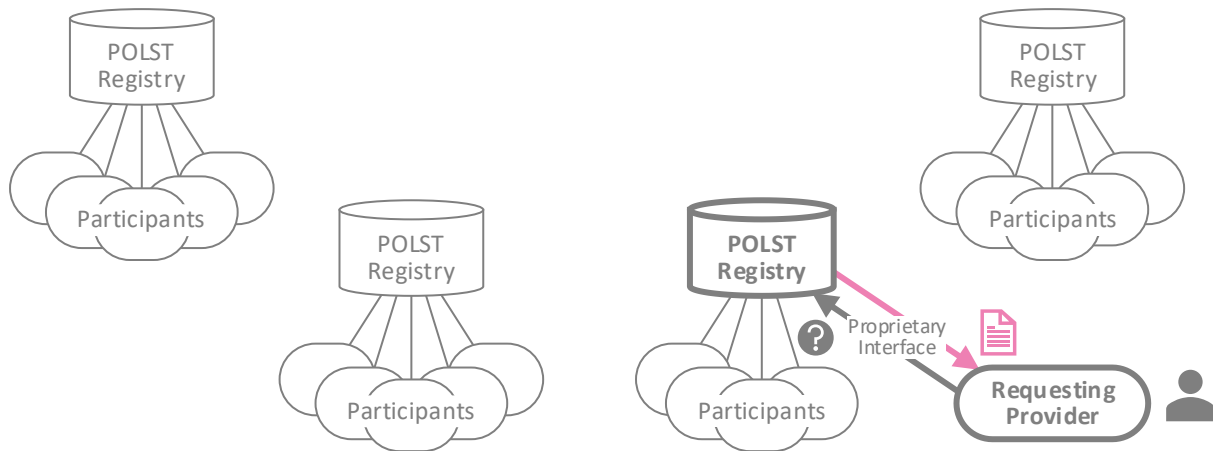 POLST
Registry
Participants
POLST
Registry
Participants
POLST
Registry
Participants
POLST
Registry
Participants
?
Proprietary
Interface
Requesting
Provider